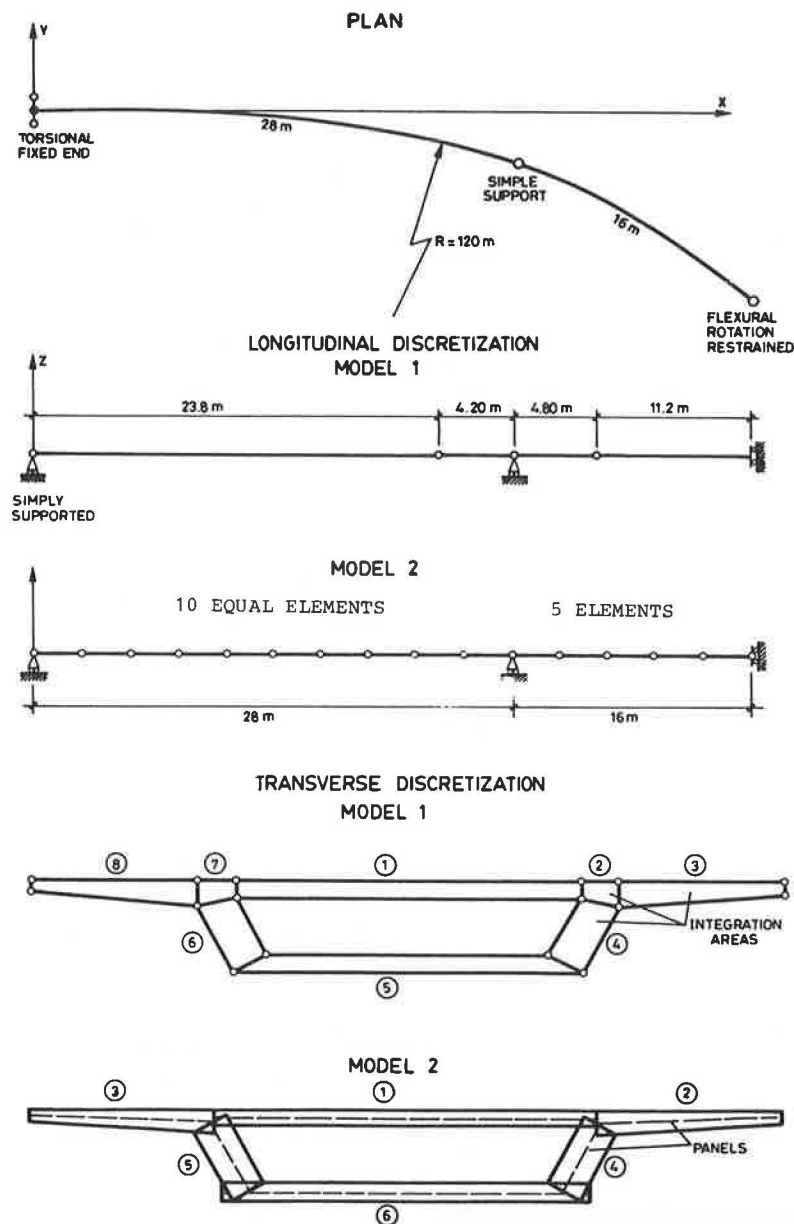 PLAN
Y
X
TORSIONAL
FIXED END
28 m
SIMPLE
SUPPORT
16 m
R = 120 m
FLEXURAL
ROTATION
RESTRAINED
LONGITUDINAL DISCRETIZATION
MODEL 1
Z
23.8 m
4.20 m
4.80 m
11.2 m
SIMPLY
SUPPORTED
MODEL 2
10 EQUAL ELEMENTS
5 ELEMENTS
28 m
16 m
TRANSVERSE DISCRETIZATION
MODEL 1
8
7
1
2
3
INTEGRATION
AREAS
6
4
5
MODEL 2
3
1
2
PANELS
5
4
6